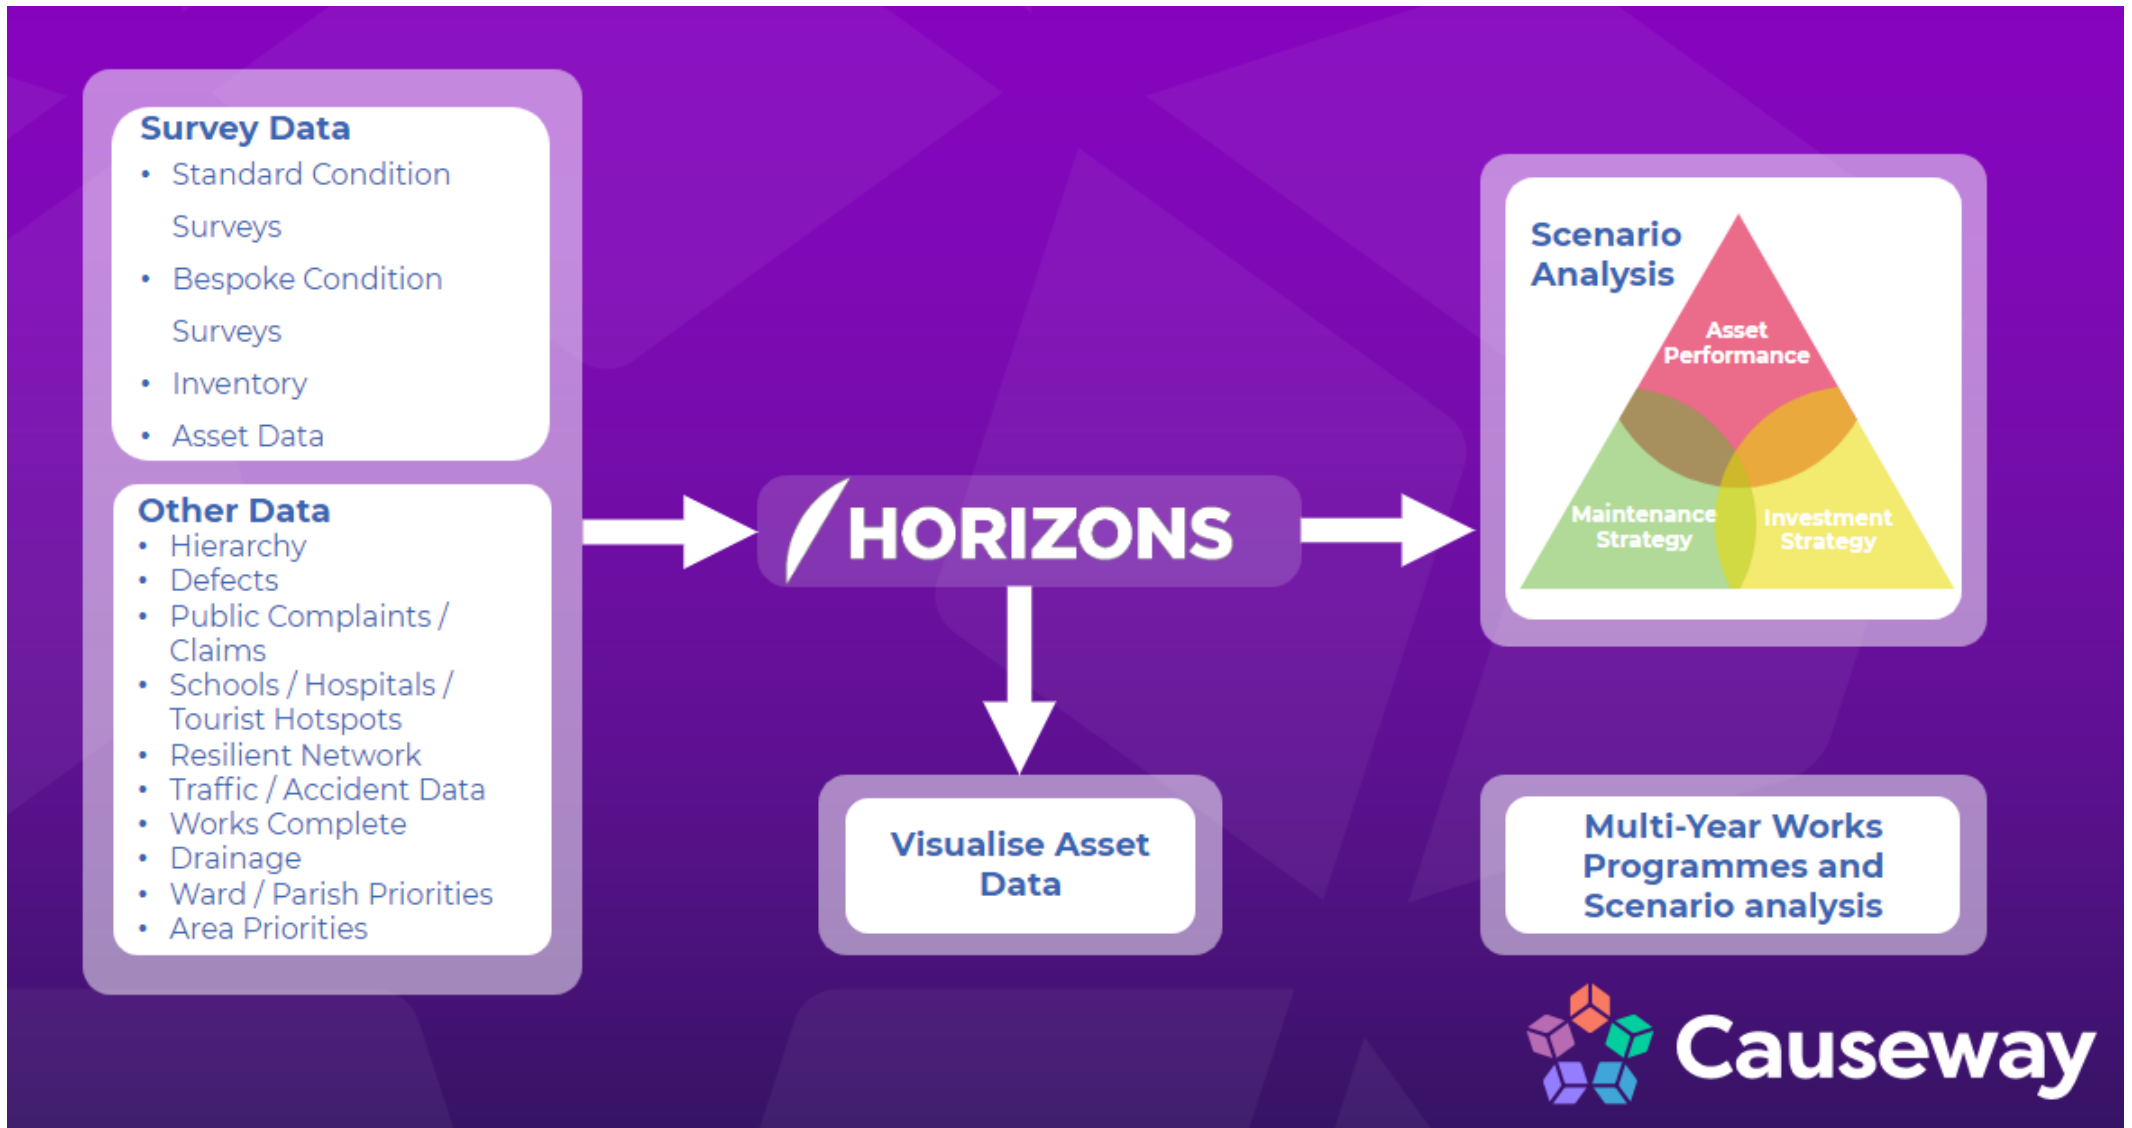 Survey Data
• Standard Condition
Surveys
• Bespoke Condition
Surveys
• Inventory
• Asset Data
Other Data
• Hierarchy
• Defects
• Public Complaints /
Claims
• Schools / Hospitals /
Tourist Hotspots
• Resilient Network
• Traffic / Accident Data
• Works Complete
• Drainage
• Ward / Parish Priorities
• Area Priorities
HORIZONS
Visualise Asset
Data
Scenario
Analysis
Asset
Performance
Maintenance
Strategy
Investment
Strategy
Multi-Year Works
Programmes and
Scenario analysis
Causeway